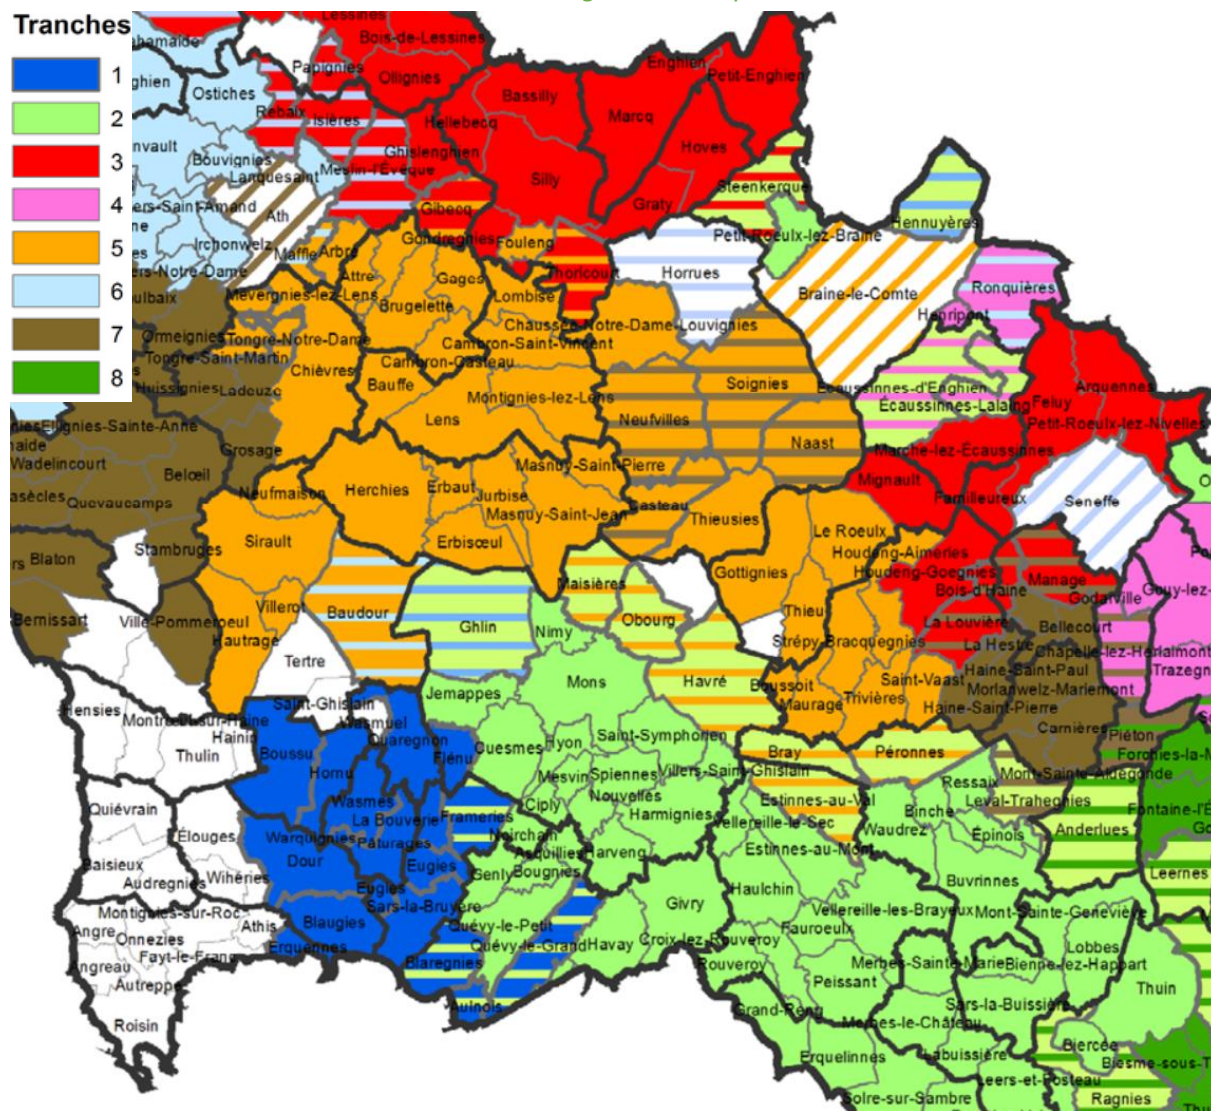 Tranches
1
2
3
4
5
6
7
8
Lessines
Bois-de-Lessines
Papignies
Ollignies
Enghien
Petit-Enghien
Ostiches
Rebaix
Isières
Bassilly
Marcq
Hellebecq
Hoves
Bouvignies
Ghislenghien
Lanquesaint
Meslin-l'Évêque
Silly
Steenkerque
Ath
Gibecq
Graty
Hennuyères
Irchonwelz
Maffle
Arbre
Gondregnies
Fouleng
Petit-Roeulx-lez-Braine
Attre
Gages
Thoricourt
Horrues
Ronquières
Mévergnies-lez-Lens
Brugelette
Lombise
Braine-le-Comte
Henripont
Ormeignies
Tongre-Notre-Dame
Chaussée-Notre-Dame-Louvignies
Cambron-Saint-Vincent
Tongre-Saint-Martin
Cambron-Casteau
Chièvres
Bauffe
Soignies
Écaussinnes-d'Enghien
Arquennes
Huissignies
Ladeuze
Montignies-lez-Lens
Écaussinnes-Lalaing
Feluy
Ellignies-Sainte-Anne
Lens
Neufvilles
Petit-Roeulx-lez-Nivelles
Grosage
Naast
Marche-lez-Écaussinnes
Wadelincourt
Belœil
Masnuy-Saint-Pierre
Mignault
Neufmaison
Herchies
Erbaut
Jurbise
Familleureux
Seneffe
Quevaucamps
Masnuy-Saint-Jean
Casteau
Thieusies
Le Roeulx
Sirault
Erbisœul
Stambruges
Houdeng-Aimeries
Blaton
Gottignies
Houdeng-Goegnies
Maisières
Bois-d'Haine
Manage
Godarville
Villerot
Baudour
Thieu
Bernissart
Ville-Pommeroeul
Ghlin
Obourg
La Louvière
Bellecourt
Hautrage
Nimy
Strépy-Bracquegnies
La Hestre
Chapelle-lez-Herlaimont
Tertre
Haine-Saint-Paul
Mons
Havré
Boussoit
Saint-Vaast
Morlanwelz-Mariemont
Jemappes
Saint-Ghislain
Maurage
Trivières
Haine-Saint-Pierre
Hensies
Montrœul-sur-Haine
Wasmuel
Carnières
Hainin
Quaregnon
Saint-Symphorien
Piéton
Thulin
Boussu
Flénu
Cuesmes
Hyon
Bray
Péronnes
Hornu
Mesvin
Spiennes
Villers-Saint-Ghislain
Mont-Sainte-Aldegonde
Ressaix
Quiévrain
Wasmes
Ciply
Nouvelles
Estinnes-au-Val
Leval-Trahegnies
La Bouverie
Frameries
Harmignies
Vellereille-le-Sec
Binche
Élouges
Warquignies
Pâturages
Noirchain
Waudrez
Épinois
Anderlues
Baisieux
Dour
Asquillies
Harveng
Estinnes-au-Mont
Eugies
Bougnies
Genly
Leernes
Audregnies
Wihéries
Eugies
Haulchin
Buvrinnes
Sars-la-Bruyère
Givry
Montignies-sur-Roc
Athis
Blaugies
Vellereille-les-Brayeux
Mont-Sainte-Geneviève
Angre
Quévy-le-Petit
Fauroeulx
Onnezies
Erquennes
Quévy-le-Grand
Havay
Croix-lez-Rouveroy
Lobbes
Fayt-le-Franc
Blaregnies
Rouveroy
Merbes-Sainte-Marie
Bienne-lez-Happart
Angreau
Autreppe
Peissant
Thuin
Aulnois
Grand-Reng
Sars-la-Buissière
Roisin
Merbes-le-Château
Erquelinnes
Labuissière
Biercée
Leers-et-Fosteau
Solre-sur-Sambre
Ragnies